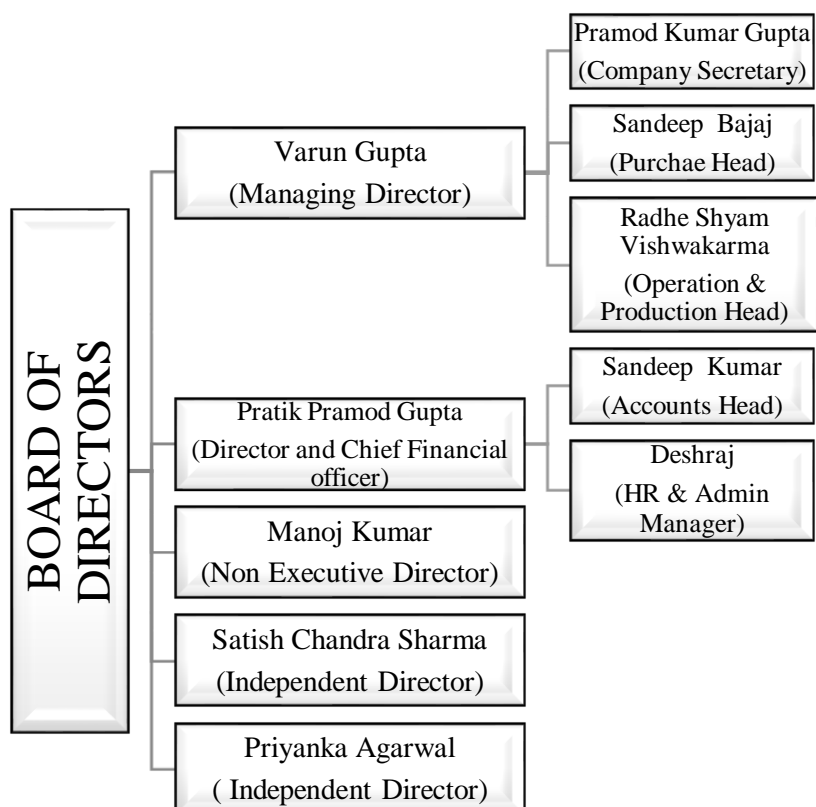 BOARD OF
DIRECTORS
Varun Gupta
(Managing Director)
Pramod Kumar Gupta
(Company Secretary)
Sandeep Bajaj
(Purchae Head)
Radhe Shyam
Vishwakarma
(Operation &
Production Head)
Pratik Pramod Gupta
(Director and Chief Financial
officer)
Sandeep Kumar
(Accounts Head)
Deshraj
(HR & Admin
Manager)
Manoj Kumar
(Non Executive Director)
Satish Chandra Sharma
(Independent Director)
Priyanka Agarwal
( Independent Director)